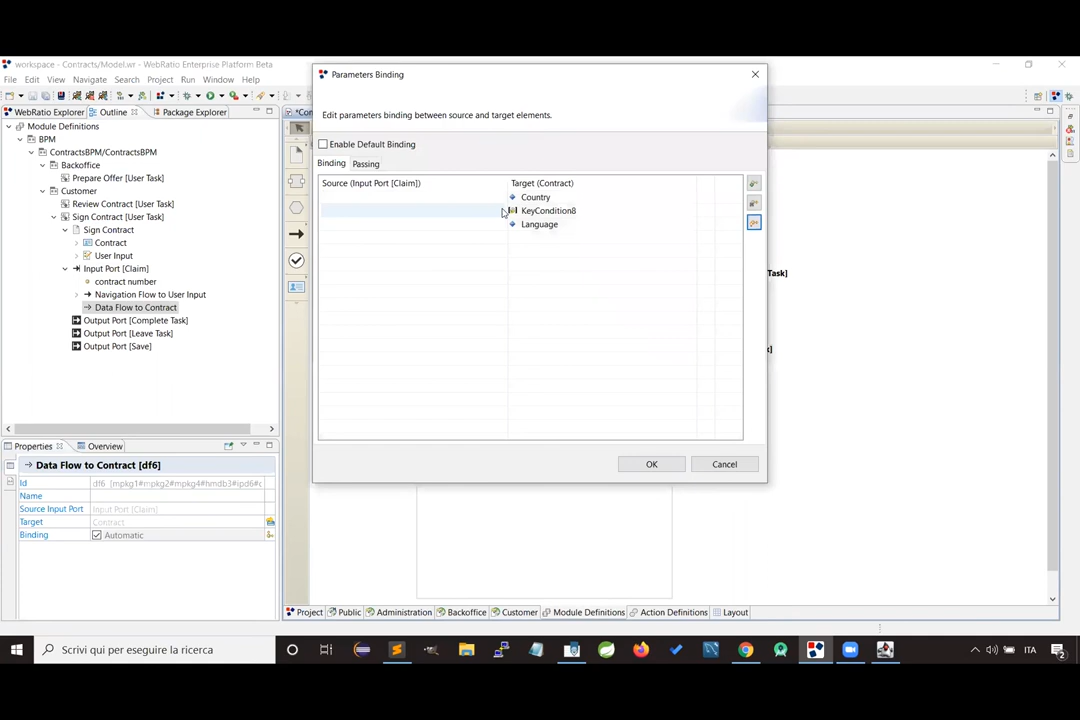 workspace - Contracts/Model.wr - WebRatio Enterprise Platform Beta
File Edit View Navigate Search Project Run Window Help
WebRatio Explorer Outline Package Explorer
Module Definitions
BPM
ContractsBPM/ContractsBPM
Backoffice
Prepare Offer [User Task]
Customer
Review Contract [User Task]
Sign Contract [User Task]
Sign Contract
Contract
User Input
Input Port [Claim]
contract number
Navigation Flow to User Input
Data Flow to Contract
Output Port [Complete Task]
Output Port [Leave Task]
Output Port [Save]
Properties Overview
Data Flow to Contract [df6]
Id df6 [mpkg1#mpkg2#mpkg4#hmdb3#ipd6#c
Name
Source Input Port Input Port [Claim]
Target Contract
Binding Automatic
Parameters Binding
Edit parameters binding between source and target elements.
Enable Default Binding
Binding Passing
Source (Input Port [Claim]) Target (Contract)
Country
KeyCondition8
Language
OK Cancel
Task]
Project Public Administration Backoffice Customer Module Definitions Action Definitions Layout
Scrivi qui per eseguire la ricerca
ITA
2